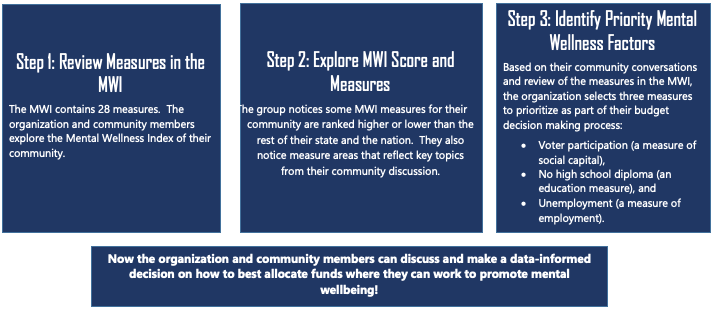 Step 1: Review Measures in the
MWI
The MWI contains 28 measures. The
organization and community members
explore the Mental Wellness Index of their
community.
Step 2: Explore MWI Score and
Measures
The group notices some MWI measures for their
community are ranked higher or lower than the
rest of their state and the nation. They also
notice measure areas that reflect key topics
from their community discussion.
Step 3: Identify Priority Mental
Wellness Factors
Based on their community conversations
and review of the measures in the MWI,
the organization selects three measures
to prioritize as part of their budget
decision making process:
• Voter participation (a measure of
social capital),
• No high school diploma (an
education measure), and
• Unemployment (a measure of
employment).
Now the organization and community members can discuss and make a data-informed
decision on how to best allocate funds where they can work to promote mental
wellbeing!